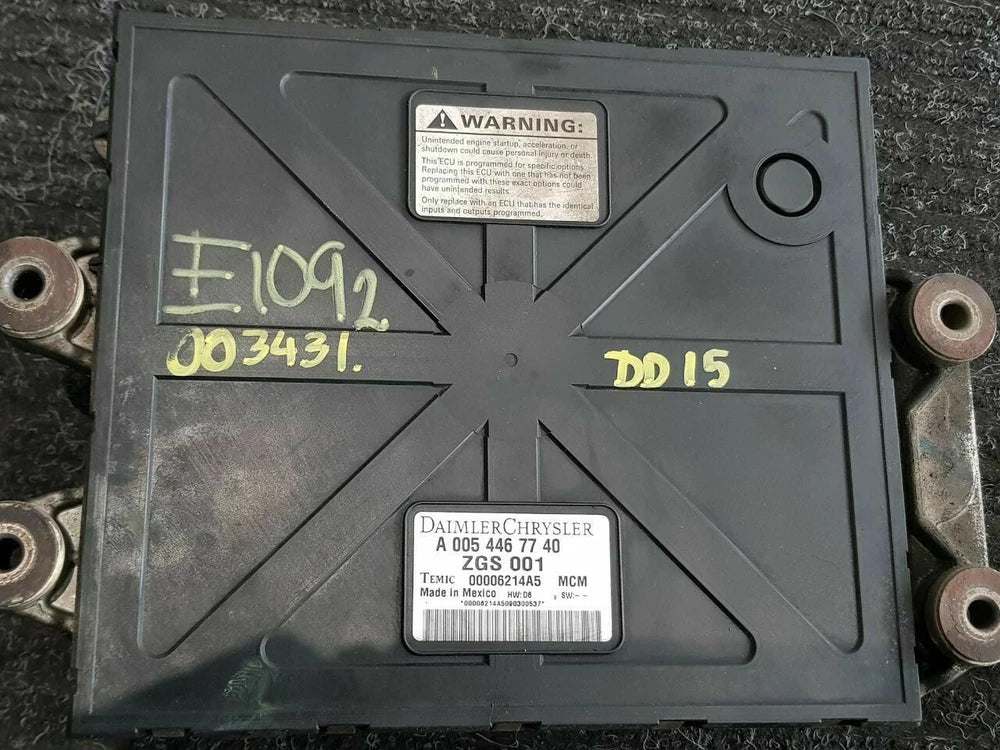 WARNING:
Unintended engine startup, acceleration, or
shutdown could cause personal injury or death.
This ECU is programmed for specific options.
Replacing this ECU with one that has not been
programmed with these exact options could
have unintended results.
Only replace with an ECU that has the identical
inputs and outputs programmed.
E1092
003431.
DD15
DAIMLERCHRYSLER
A 005 446 77 40
ZGS 001
TEMIC 00006214A5 MCM
Made in Mexico HW: D6 SW: - -
*00006214A5090300537*